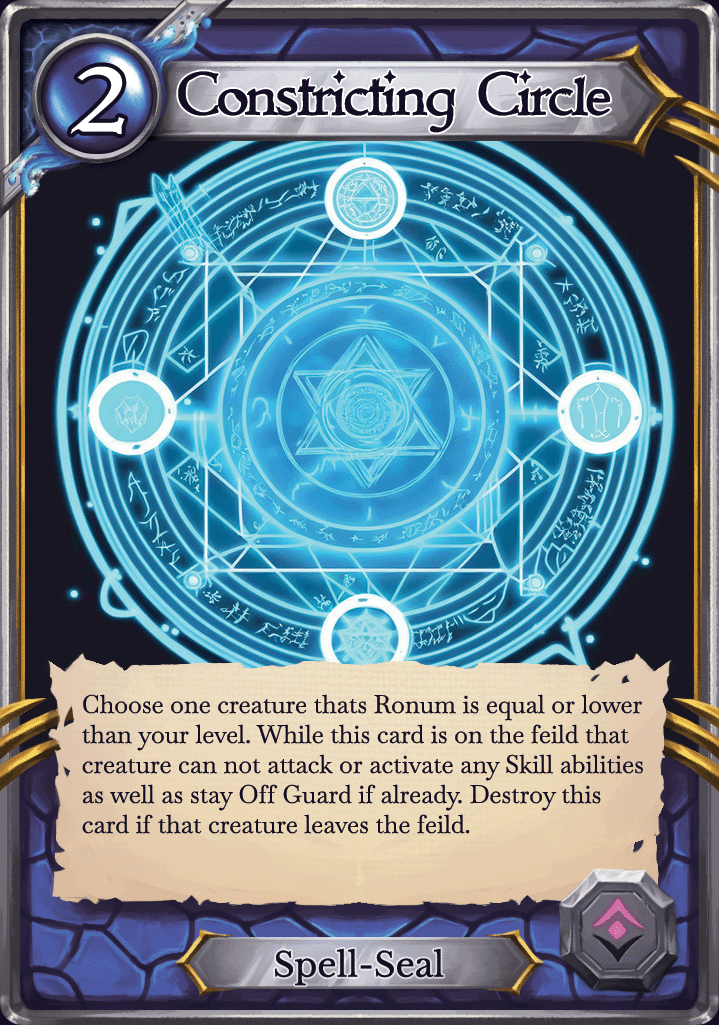 2
Constricting Circle
Choose one creature thats Ronum is equal or lower
than your level. While this card is on the feild that
creature can not attack or activate any Skill abilities
as well as stay Off Guard if already. Destroy this
card if that creature leaves the feild.
Spell-Seal